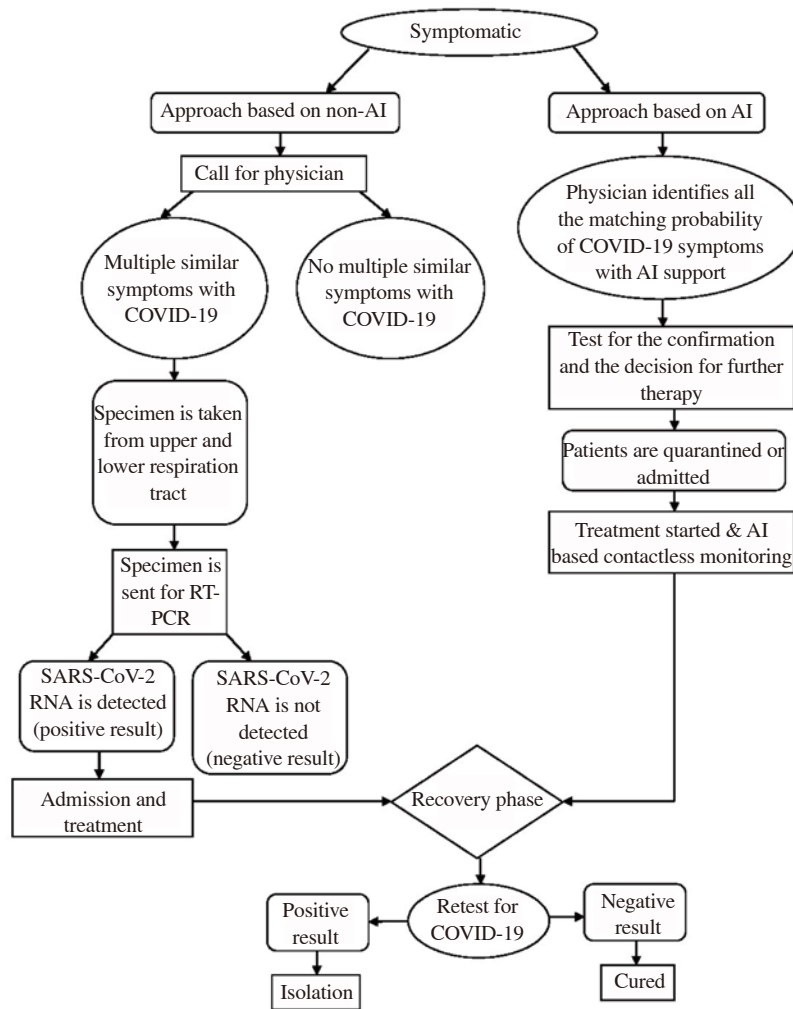 Symptomatic
Approach based on non-AI
Approach based on AI
Call for physician
Physician identifies all
the matching probability
of COVID-19 symptoms
with AI support
Multiple similar
symptoms with
COVID-19
No multiple similar
symptoms with
COVID-19
Test for the confirmation
and the decision for further
therapy
Specimen is taken
from upper and
lower respiration
tract
Patients are quarantined or
admitted
Treatment started & AI
based contactless monitoring
Specimen is
sent for RT-
PCR
SARS-CoV-2
RNA is detected
(positive result)
SARS-CoV-2
RNA is not
detected
(negative result)
Admission and
treatment
Recovery phase
Retest for
COVID-19
Positive
result
Negative
result
Isolation
Cured